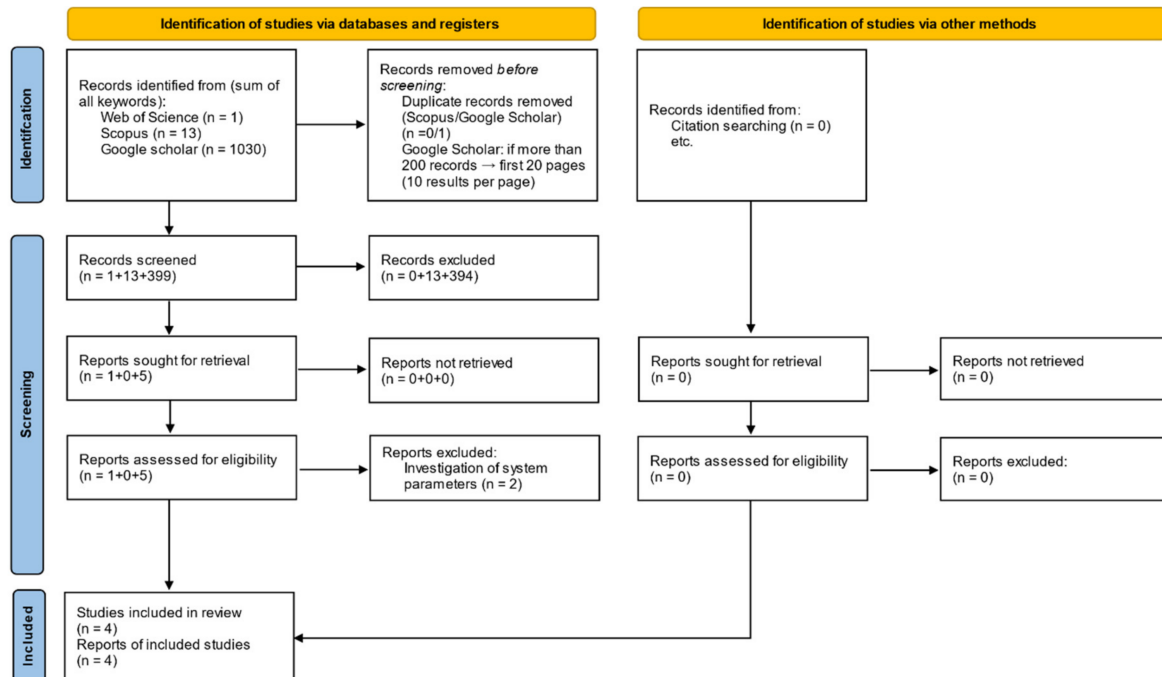 Identification of studies via databases and registers
Identification of studies via other methods
Identifcation
Records identified from (sum
of all keywords):
Web of Science (n = 1)
Scopus (n = 13)
Google scholar (n = 1030)
Records removed before
screening:
Duplicate records removed
(Scopus/Google Scholar)
(n =0/1)
Google Scholar: if more than
200 records → first 20 pages
(10 results per page)
Records identified from:
Citation searching (n = 0)
etc.
Screening
Records screened
(n = 1+13+399)
Records excluded
(n = 0+13+394)
Reports sought for retrieval
(n = 1+0+5)
Reports not retrieved
(n = 0+0+0)
Reports sought for retrieval
(n = 0)
Reports not retrieved
(n = 0)
Reports assessed for eligibility
(n = 1+0+5)
Reports excluded:
Investigation of system
parameters (n = 2)
Reports assessed for eligibility
(n = 0)
Reports excluded:
(n = 0)
Included
Studies included in review
(n = 4)
Reports of included studies
(n = 4)